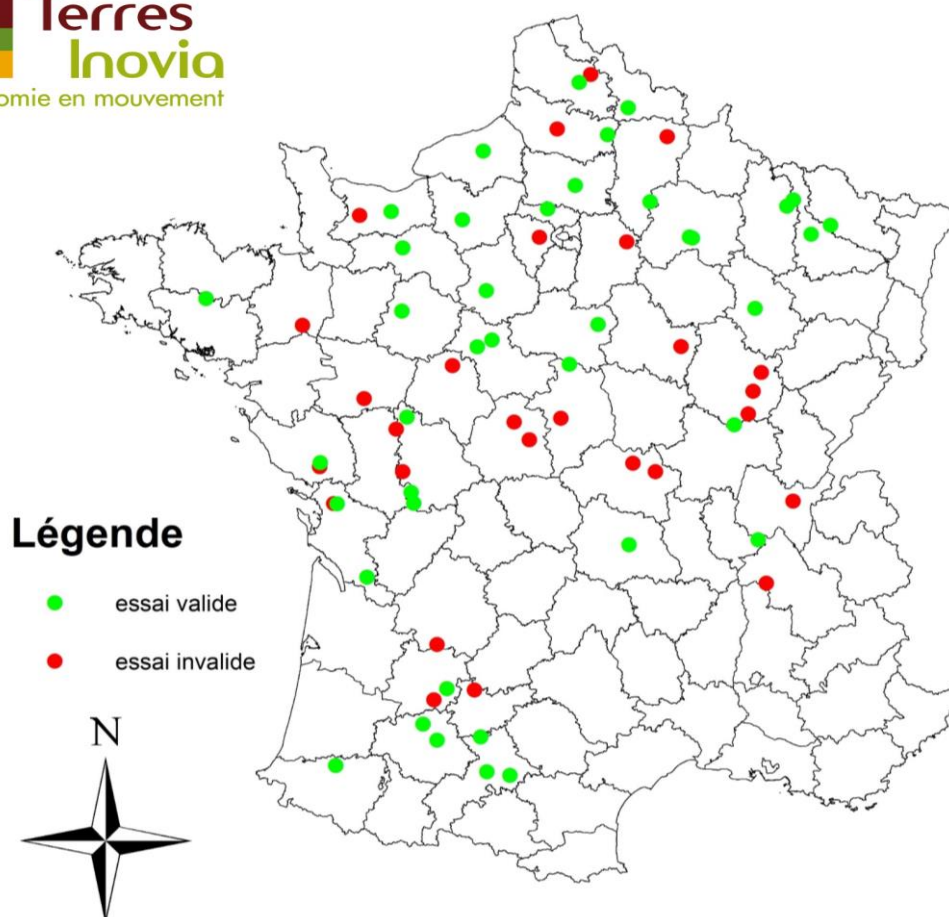 Terres
Inovia
omie en mouvement
Légende
essai valide
essai invalide
N